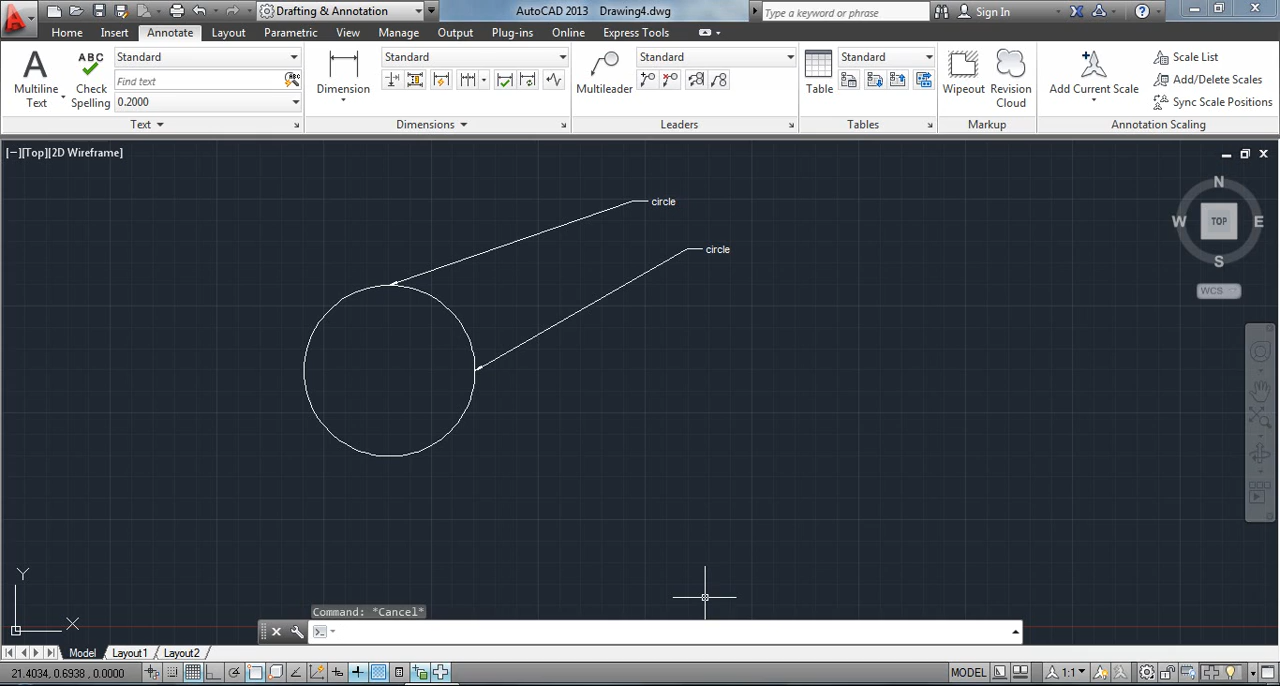 Drafting & Annotation
AutoCAD 2013 Drawing4.dwg
Type a keyword or phrase
Sign In
Home Insert Annotate Layout Parametric View Manage Output Plug-ins Online Express Tools
Multiline Text
ABC
Check Spelling
Standard
Find text
0.2000
Text
Dimension
Standard
Dimensions
Multileader
Standard
Leaders
Table
Standard
Tables
Wipeout
Revision Cloud
Markup
Add Current Scale
Scale List
Add/Delete Scales
Sync Scale Positions
Annotation Scaling
[−][Top][2D Wireframe]
N
W TOP E
S
WCS
circle
circle
Y
X
Command: *Cancel*
Model Layout1 Layout2
21.4034, 0.6938 , 0.0000
MODEL
1:1